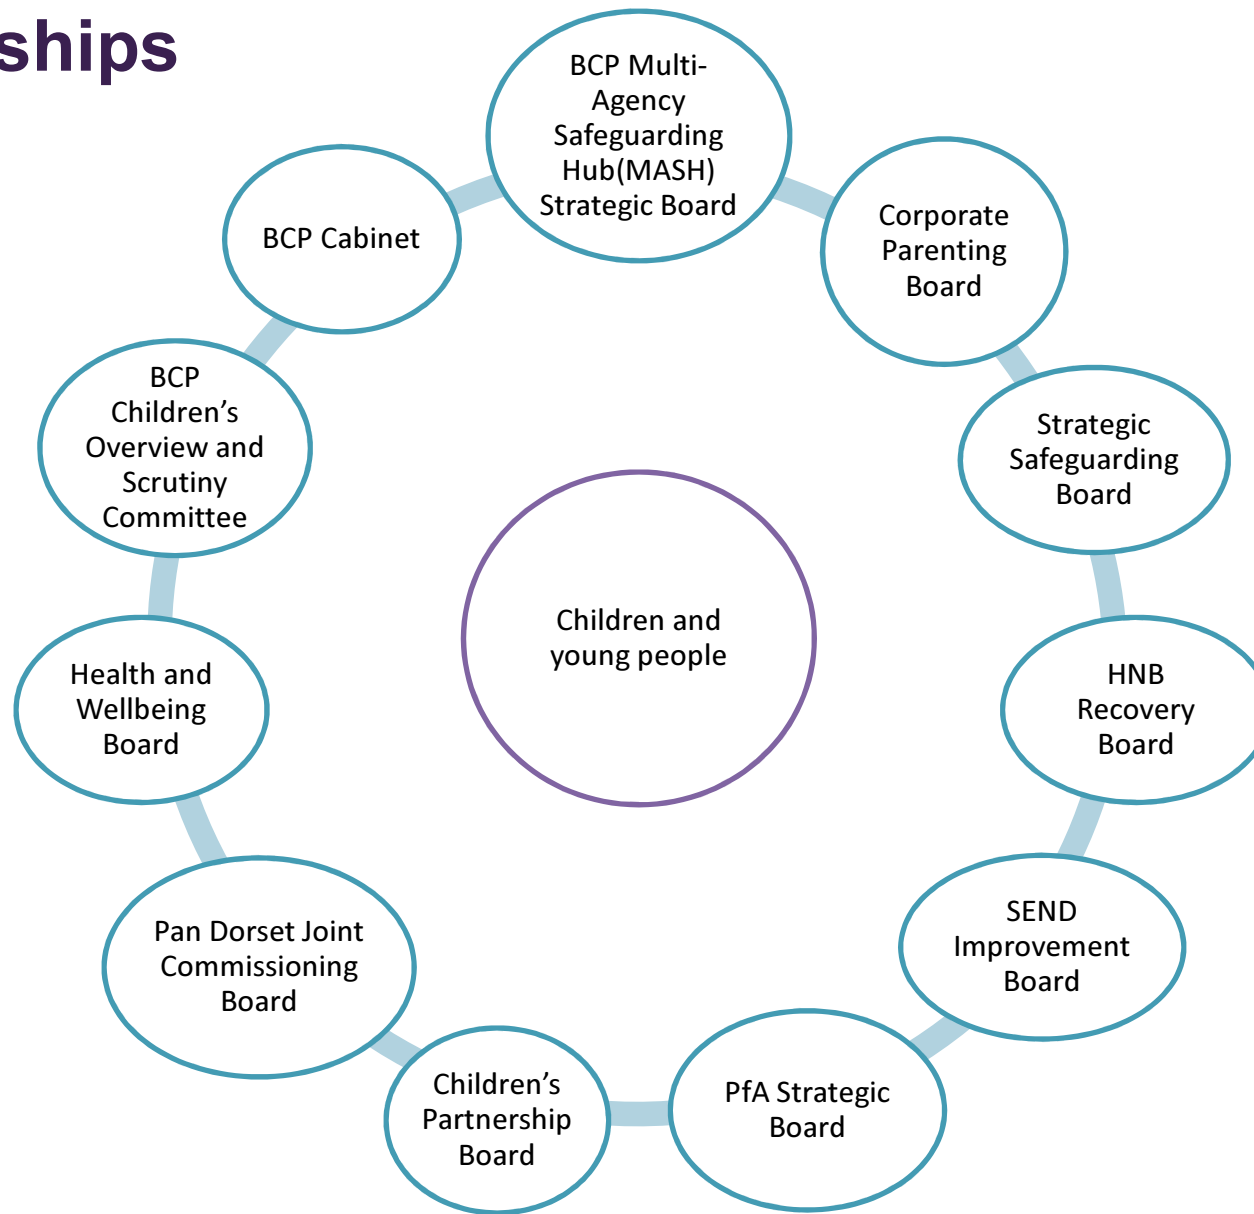 ships
BCP Multi-
Agency
Safeguarding
Hub(MASH)
Strategic Board
Corporate
Parenting
Board
Strategic
Safeguarding
Board
HNB
Recovery
Board
SEND
Improvement
Board
PfA Strategic
Board
Children’s
Partnership
Board
Pan Dorset Joint
Commissioning
Board
Health and
Wellbeing
Board
BCP
Children’s
Overview and
Scrutiny
Committee
BCP Cabinet
Children and
young people